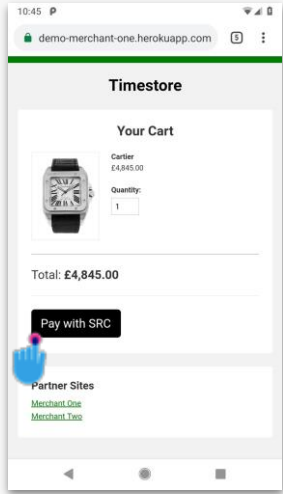 10:45
demo-merchant-one.herokuapp.com 5
Timestore
Your Cart
Cartier
£4,845.00
Quantity:
1
Total: £4,845.00
Pay with SRC
Partner Sites
Merchant One
Merchant Two